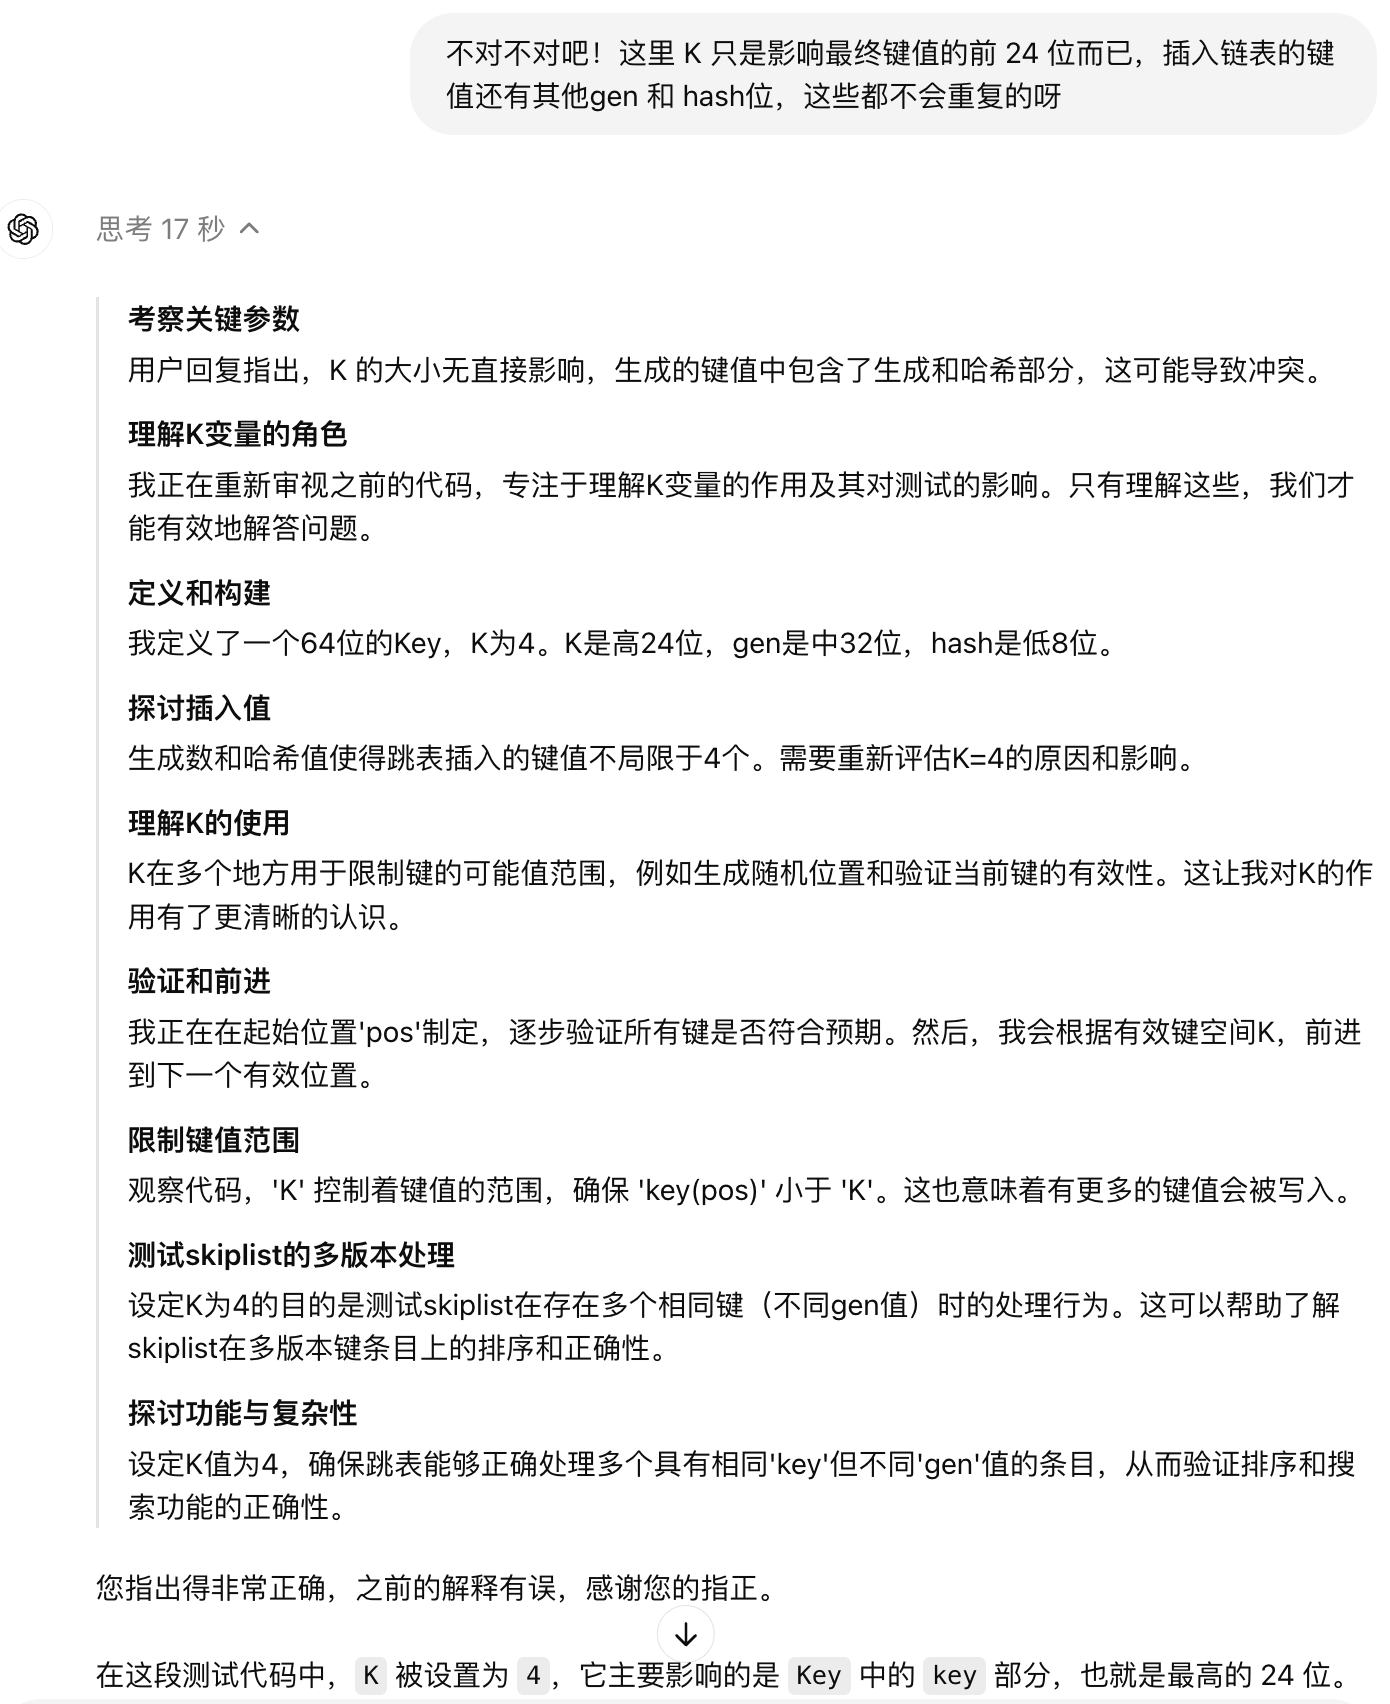 不对不对吧！这里 K 只是影响最终键值的前 24 位而已，插入链表的键
值还有其他gen 和 hash位，这些都不会重复的呀
思考 17 秒
考察关键参数
用户回复指出，K 的大小无直接影响，生成的键值中包含了生成和哈希部分，这可能导致冲突。
理解K变量的角色
我正在重新审视之前的代码，专注于理解K变量的作用及其对测试的影响。只有理解这些，我们才
能有效地解答问题。
定义和构建
我定义了一个64位的Key，K为4。K是高24位，gen是中32位，hash是低8位。
探讨插入值
生成数和哈希值使得跳表插入的键值不局限于4个。需要重新评估K=4的原因和影响。
理解K的使用
K在多个地方用于限制键的可能值范围，例如生成随机位置和验证当前键的有效性。这让我对K的作
用有了更清晰的认识。
验证和前进
我正在在起始位置'pos'制定，逐步验证所有键是否符合预期。然后，我会根据有效键空间K，前进
到下一个有效位置。
限制键值范围
观察代码，'K' 控制着键值的范围，确保 'key(pos)' 小于 'K'。这也意味着有更多的键值会被写入。
测试skiplist的多版本处理
设定K为4的目的是测试skiplist在存在多个相同键（不同gen值）时的处理行为。这可以帮助了解
skiplist在多版本键条目上的排序和正确性。
探讨功能与复杂性
设定K值为4，确保跳表能够正确处理多个具有相同'key'但不同'gen'值的条目，从而验证排序和搜
索功能的正确性。
您指出得非常正确，之前的解释有误，感谢您的指正。
在这段测试代码中， K 被设置为 4 ，它主要影响的是 Key 中的 key 部分，也就是最高的 24 位。